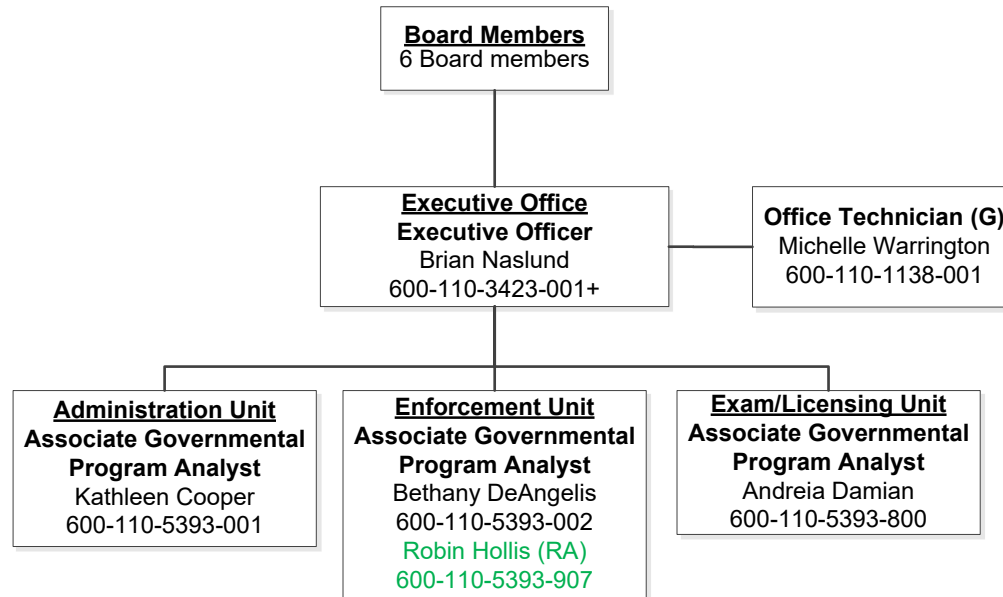 Board Members
6 Board members
Executive Office
Executive Officer
Brian Naslund
600-110-3423-001+
Office Technician (G)
Michelle Warrington
600-110-1138-001
Administration Unit
Associate Governmental
Program Analyst
Kathleen Cooper
600-110-5393-001
Enforcement Unit
Associate Governmental
Program Analyst
Bethany DeAngelis
600-110-5393-002
Robin Hollis (RA)
600-110-5393-907
Exam/Licensing Unit
Associate Governmental
Program Analyst
Andreia Damian
600-110-5393-800